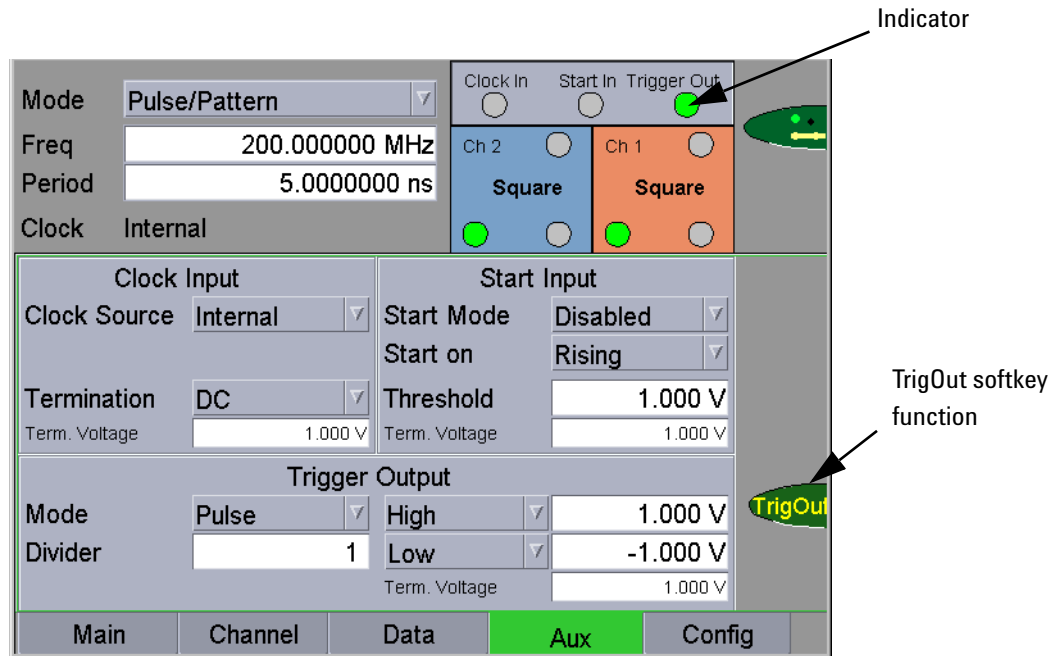 Indicator
Mode Pulse/Pattern
Freq 200.000000 MHz
Period 5.0000000 ns
Clock Internal
Clock In Start In Trigger Out
Ch 2 Ch 1
Square Square
Clock Input
Clock Source Internal
Termination DC
Term. Voltage 1.000 V
Start Input
Start Mode Disabled
Start on Rising
Threshold 1.000 V
Term. Voltage 1.000 V
TrigOut softkey
function
Trigger Output
Mode Pulse High 1.000 V
Divider 1 Low -1.000 V
Term. Voltage 1.000 V
TrigOut
Main Channel Data Aux Config